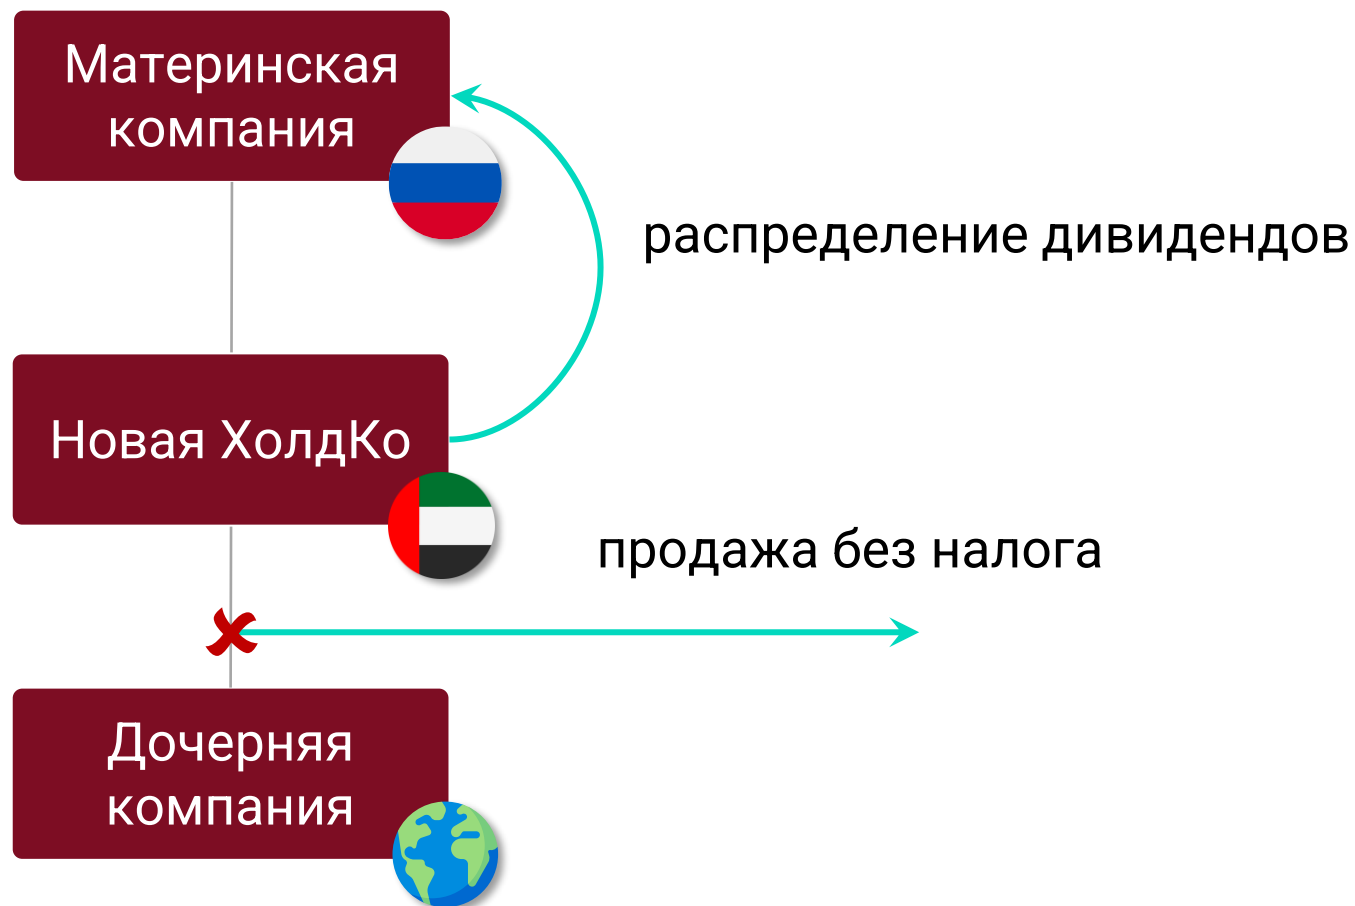 Материнская
компания
распределение дивидендов
Новая ХолдКо
продажа без налога
Дочерняя
компания